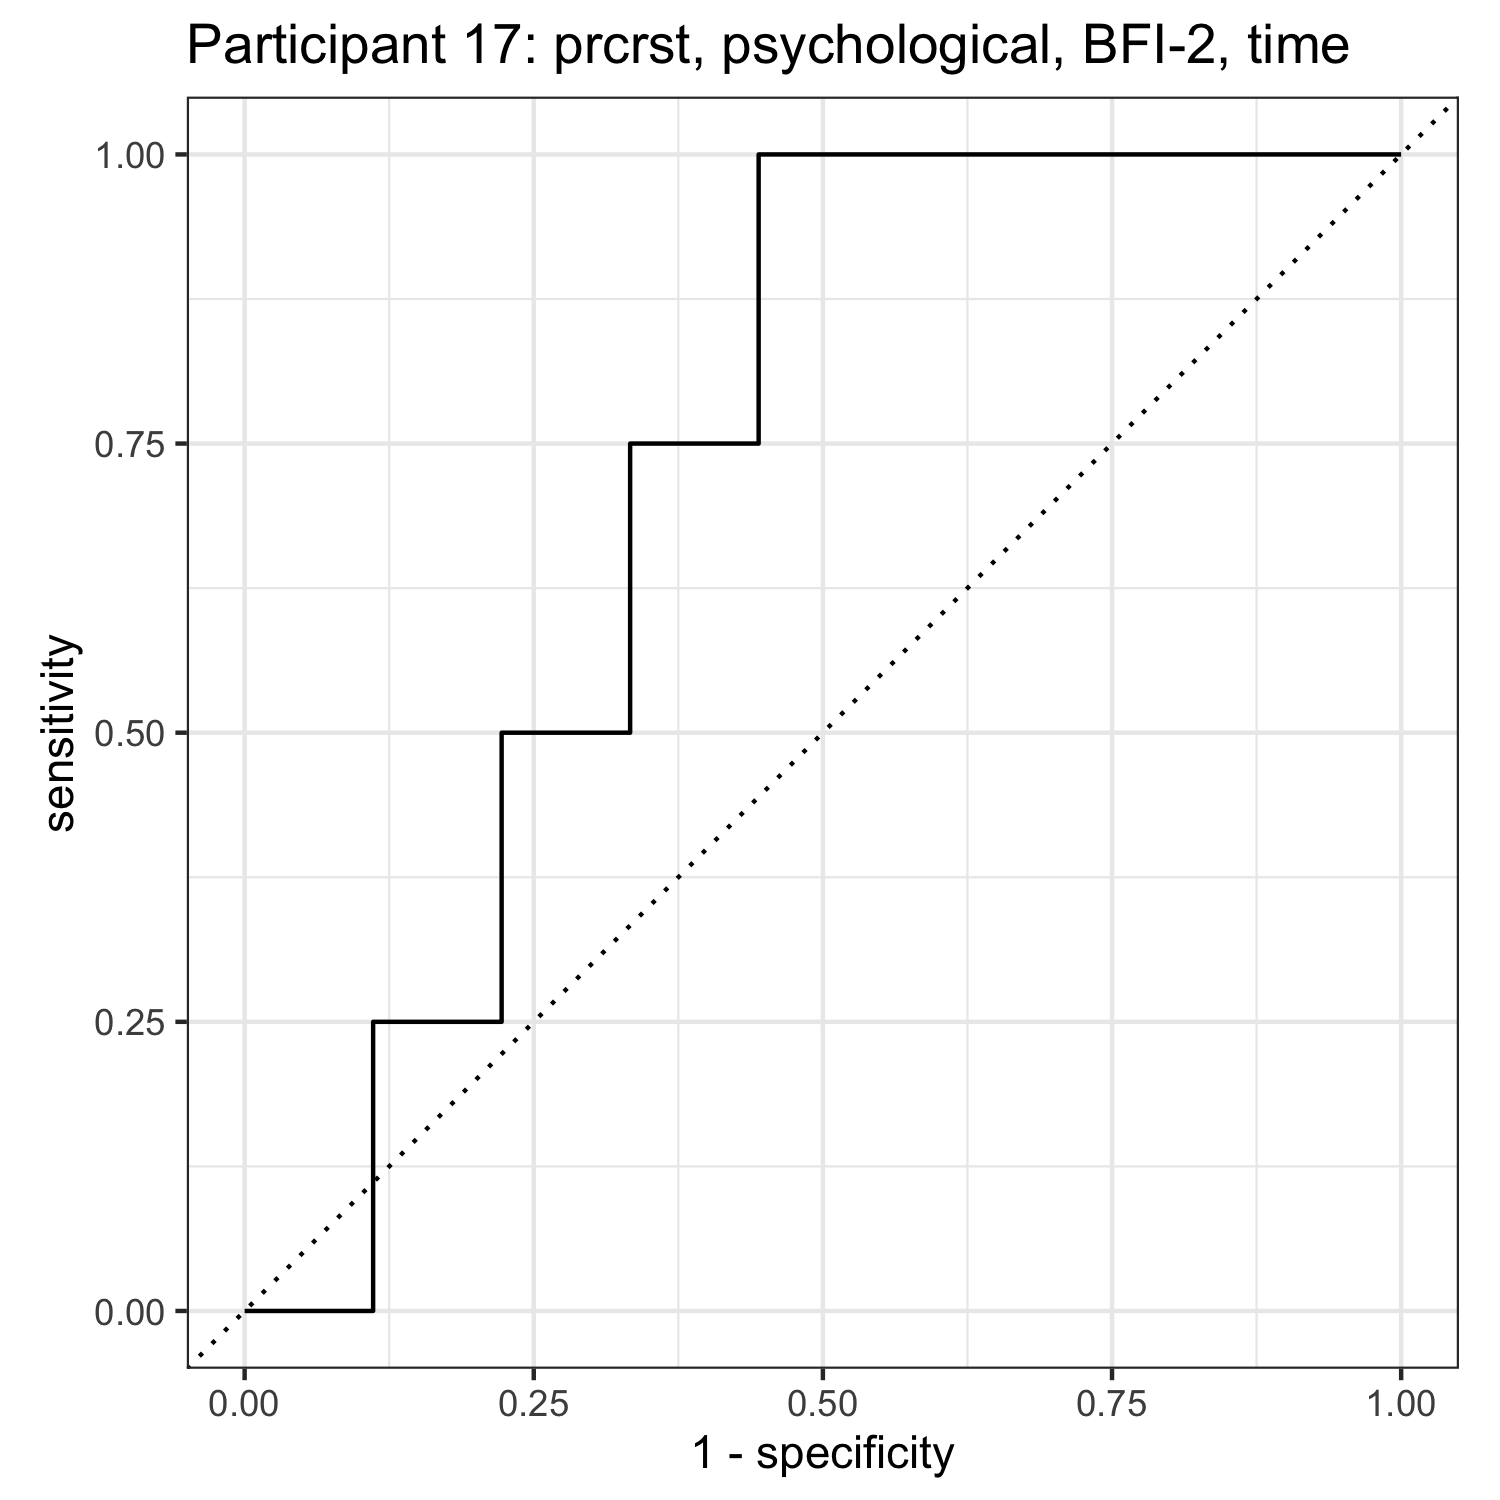 Participant 17: prcrst, psychological, BFI-2, time
1.00
0.75
0.50
0.25
0.00
sensitivity
0.00 0.25 0.50 0.75 1.00
1 - specificity